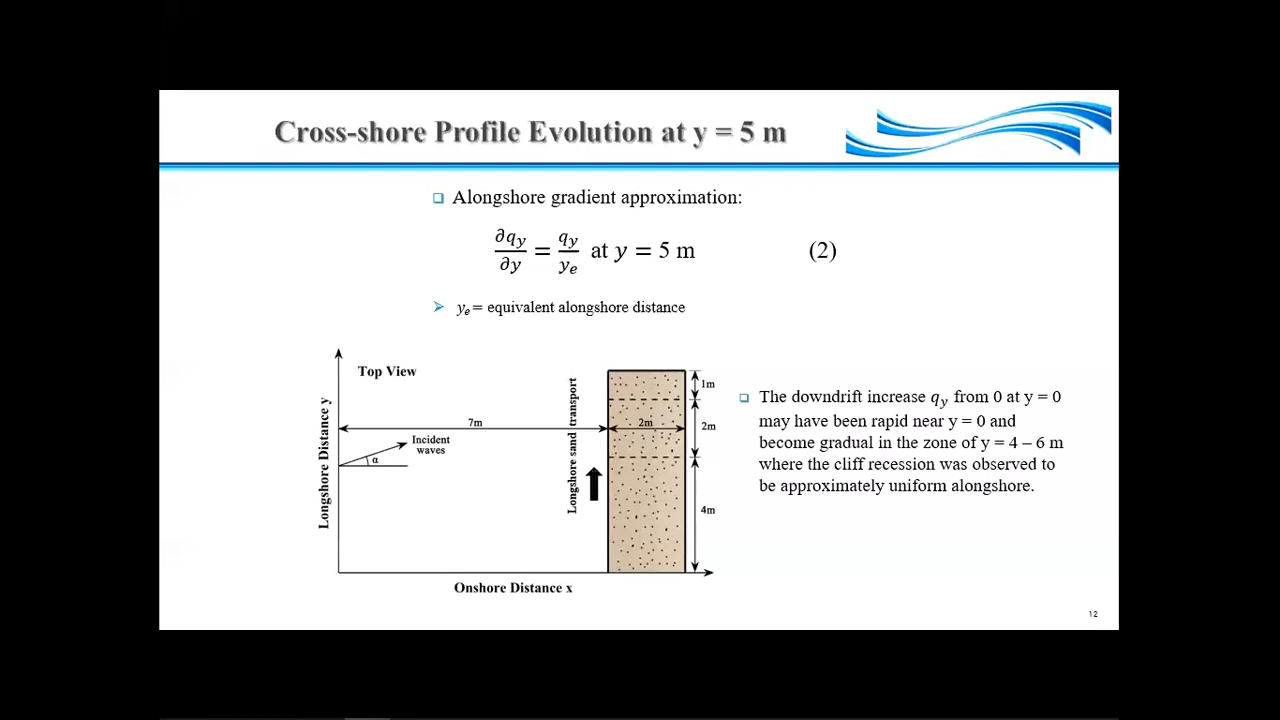 Cross-shore Profile Evolution at y = 5 m
Alongshore gradient approximation:
∂q_y/∂y = q_y/y_e at y = 5 m (2)
y_e = equivalent alongshore distance
Top View
Longshore Distance y
7m
Incident
waves
α
Longshore sand transport
2m
1m
2m
4m
Onshore Distance x
The downdrift increase q_y from 0 at y = 0
may have been rapid near y = 0 and
become gradual in the zone of y = 4 – 6 m
where the cliff recession was observed to
be approximately uniform alongshore.
12